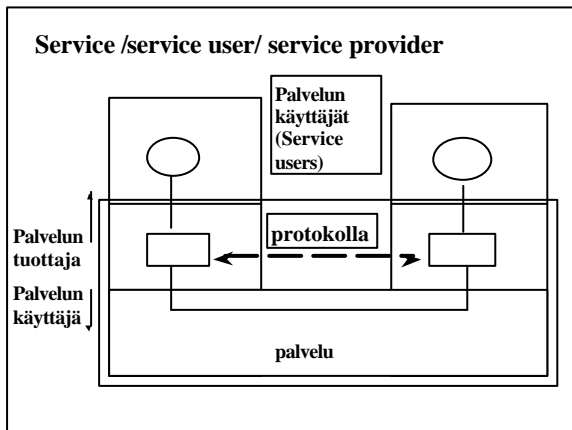 Service /service user/ service provider
Palvelun
käyttäjät
(Service
users)
protokolla
Palvelun
tuottaja
Palvelun
käyttäjä
palvelu